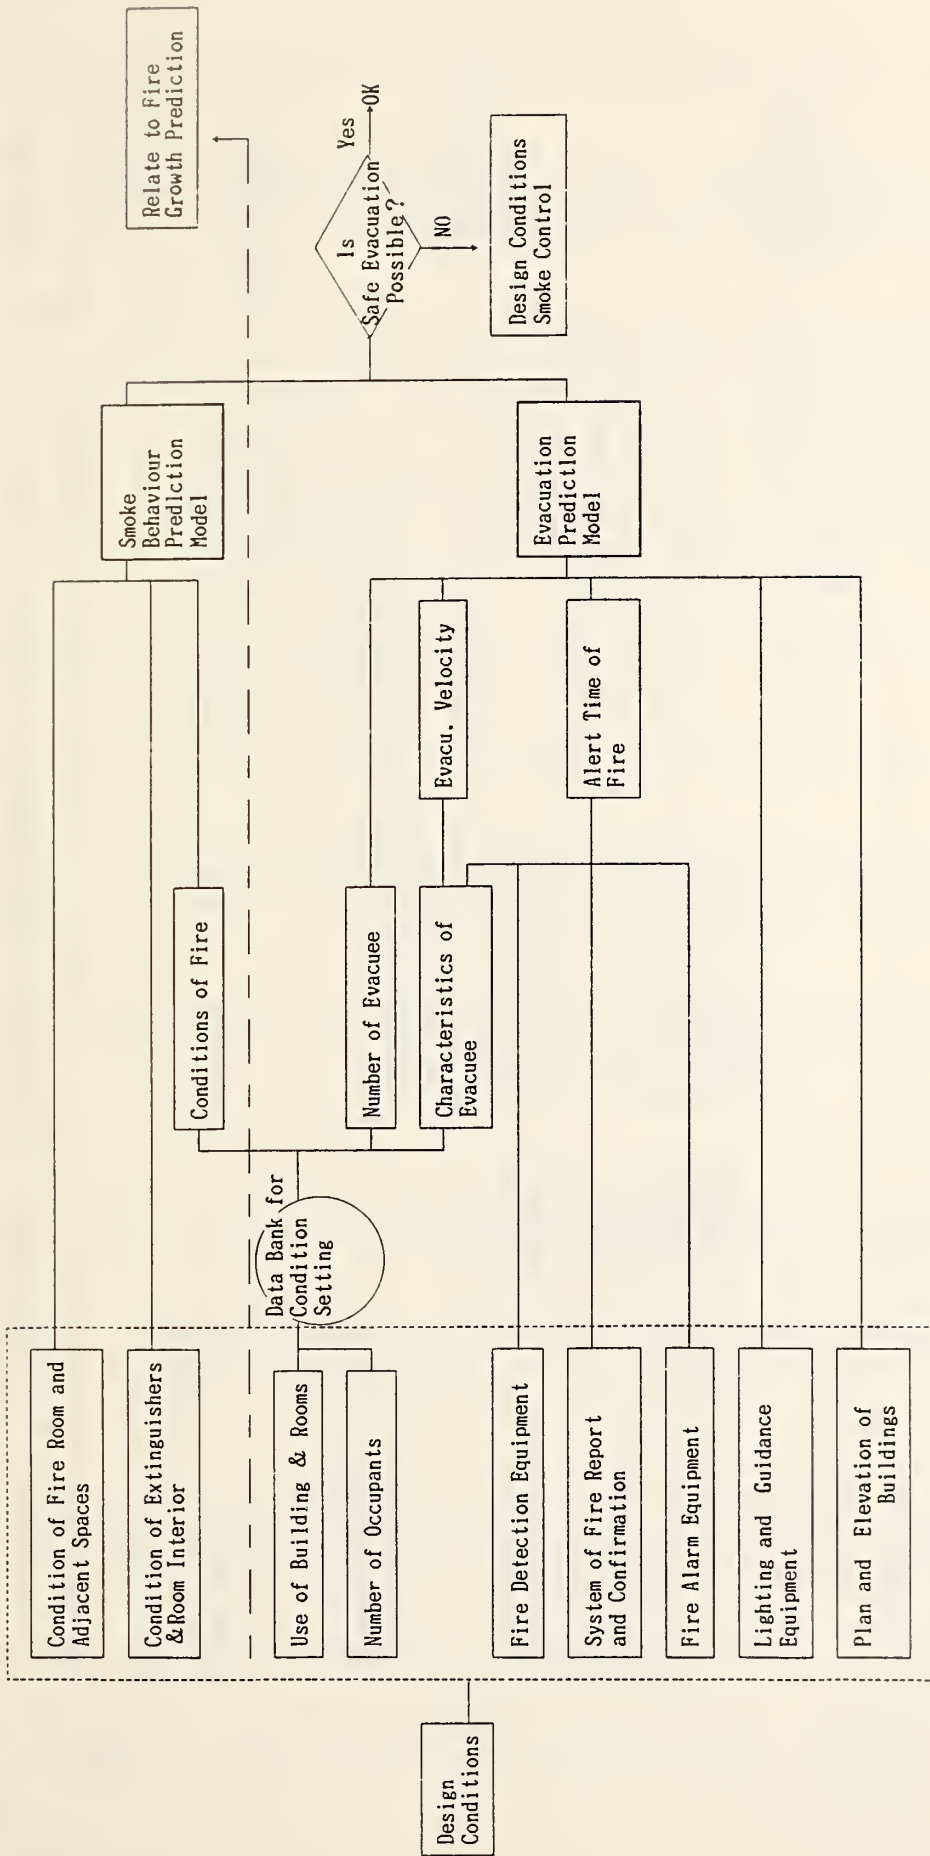 Design
Conditions
Condition of Fire Room and
Adjacent Spaces
Condition of Extinguishers
&Room Interior
Use of Building & Rooms
Number of Occupants
Fire Detection Equipment
System of Fire Report
and Confirmation
Fire Alarm Equipment
Lighting and Guidance
Equipment
Plan and Elevation of
Buildings
Data Bank for
Condition
Setting
Conditions of Fire
Number of Evacuee
Characteristics of
Evacuee
Evacu. Velocity
Alert Time of
Fire
Smoke
Behaviour
Prediction
Model
Evacuation
Prediction
Model
Is
Safe Evacuation
Possible?
Yes
OK
NO
Design Conditions
Smoke Control
Relate to Fire
Growth Prediction